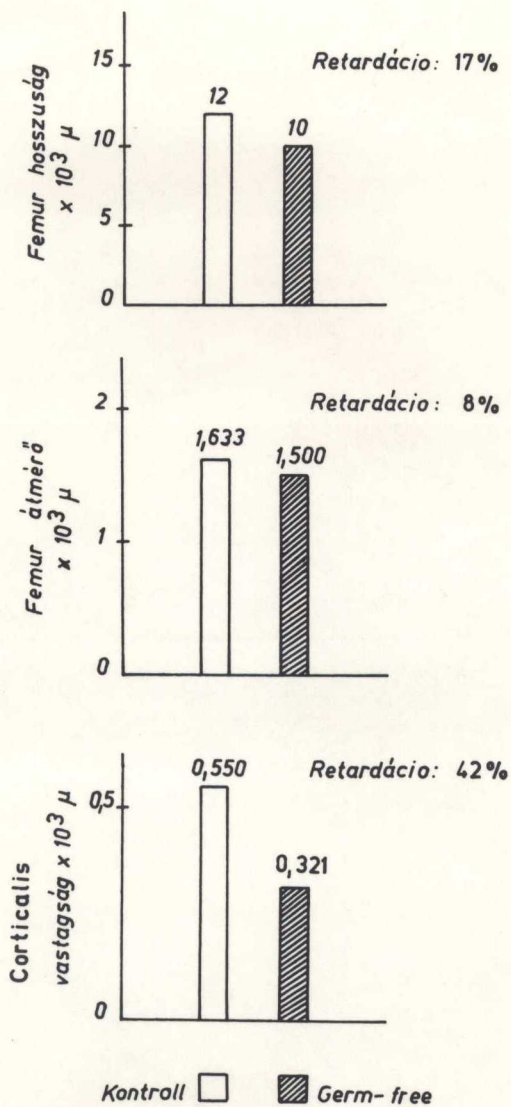 Retardácio: 17%
Femur hosszúság
x 10³ µ
15
10
5
0
12
10
Retardácio: 8%
Femur átmérő
x 10³ µ
2
1
0
1,633
1,500
Retardácio: 42%
Corticalis
vastagság x 10³ µ
0,5
0
0,550
0,321
Kontroll
Germ-free